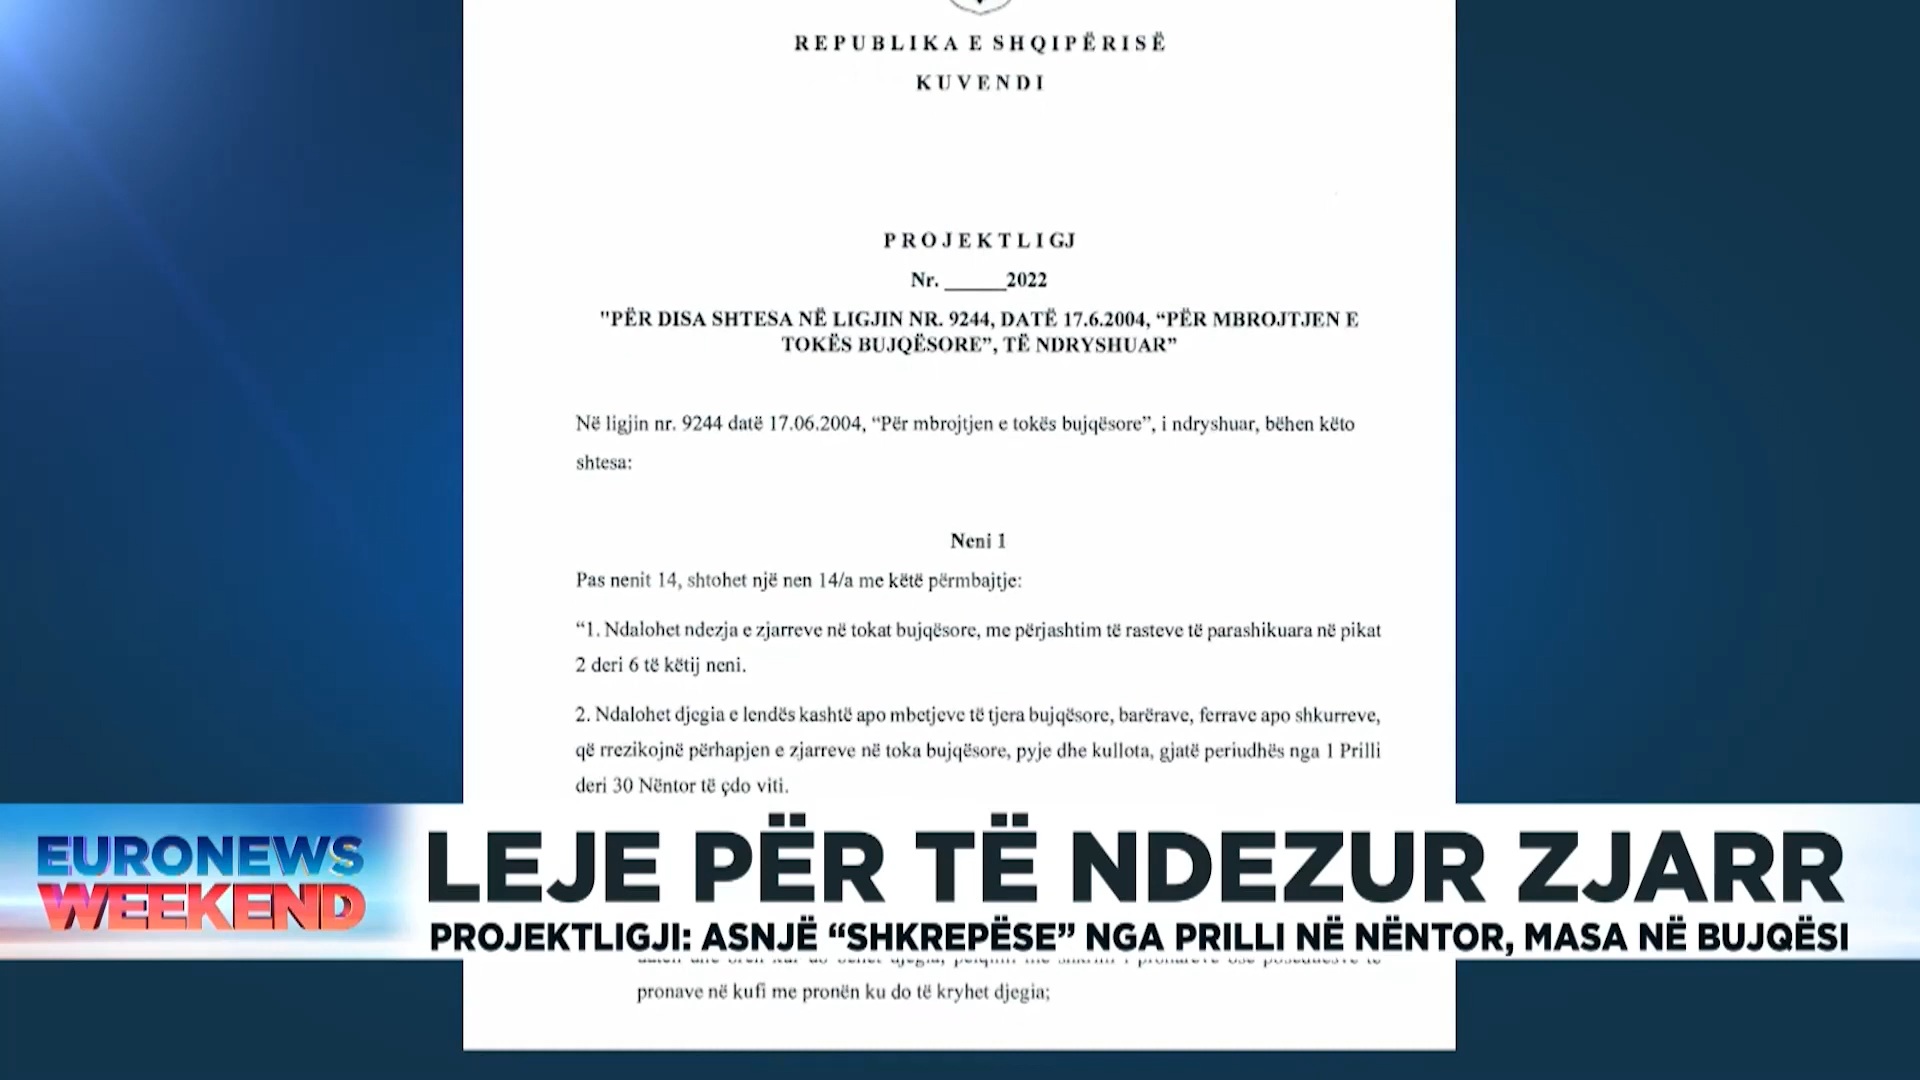 REPUBLIKA E SHQIPËRISË
KUVENDI
PROJEKTLIGJ
Nr. ______2022
"PËR DISA SHTESA NË LIGJIN NR. 9244, DATË 17.6.2004, “PËR MBROJTJEN E
TOKËS BUJQËSORE”, TË NDRYSHUAR”
Në ligjin nr. 9244 datë 17.06.2004, “Për mbrojtjen e tokës bujqësore”, i ndryshuar, bëhen këto
shtesa:
Neni 1
Pas nenit 14, shtohet një nen 14/a me këtë përmbajtje:
“1. Ndalohet ndezja e zjarreve në tokat bujqësore, me përjashtim të rasteve të parashikuara në pikat
2 deri 6 të këtij neni.
2. Ndalohet djegia e lendës kashtë apo mbetjeve të tjera bujqësore, barërave, ferrave apo shkurreve,
që rrezikojnë përhapjen e zjarreve në toka bujqësore, pyje dhe kullota, gjatë periudhës nga 1 Prilli
deri 30 Nëntor të çdo viti.
EURONEWS
WEEKEND
LEJE PËR TË NDEZUR ZJARR
PROJEKTLIGJI: ASNJË “SHKREPËSE” NGA PRILLI NË NËNTOR, MASA NË BUJQËSI
pronave në kufi me pronën ku do të kryhet djegia;